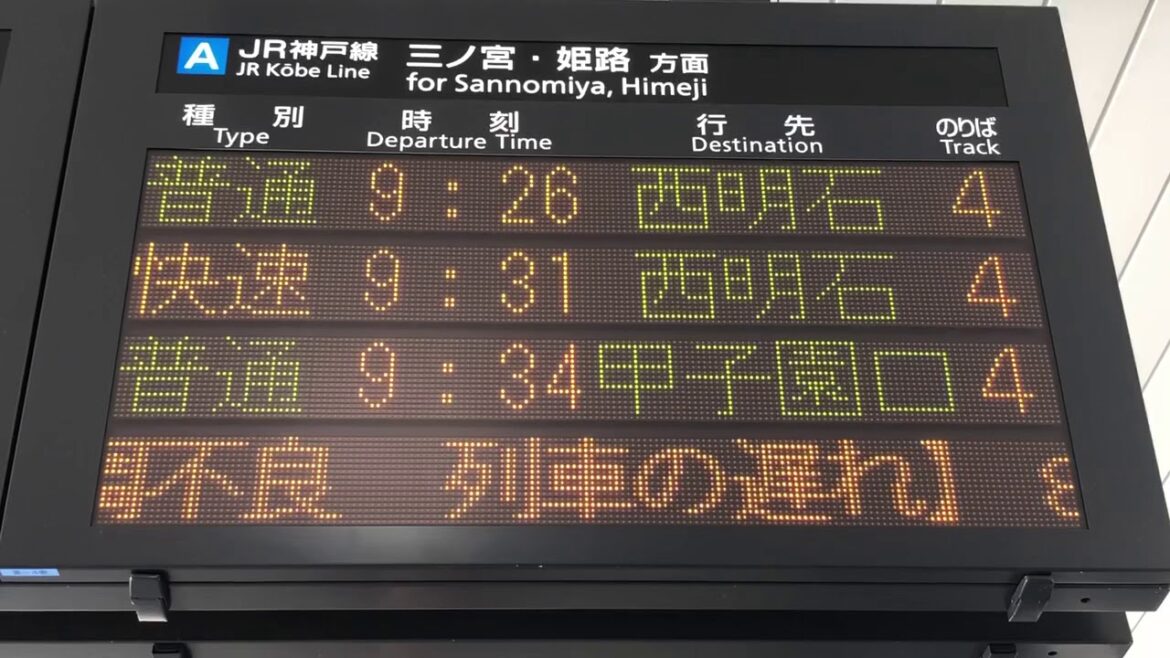 A JR神戸線 三ノ宮・姫路 方面
JR Kōbe Line for Sannomiya, Himeji
種別 時刻 行先 のりば
Type Departure Time Destination Track
普通 9:26 西明石 4
快速 9:31 西明石 4
普通 9:34 甲子園口 4
不良 列車の遅れ】